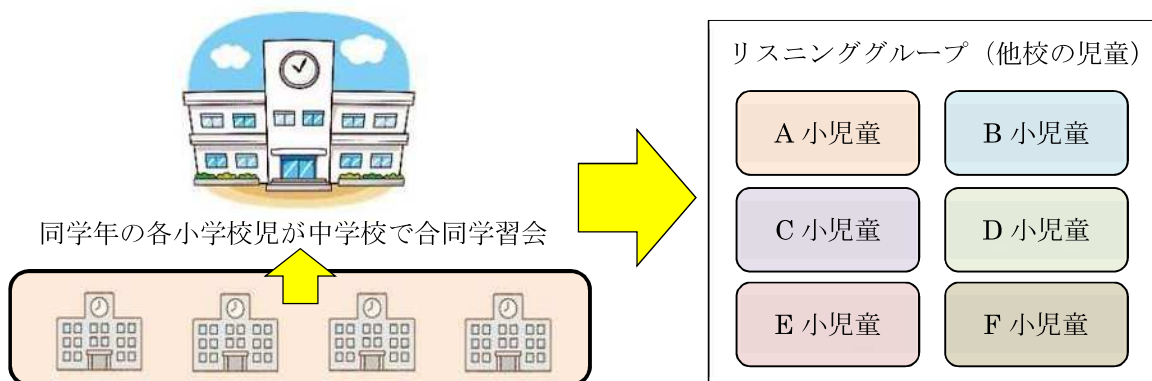 同学年の各小学校児が中学校で合同学習会
リスニンググループ（他校の児童）
A 小児童
B 小児童
C 小児童
D 小児童
E 小児童
F 小児童